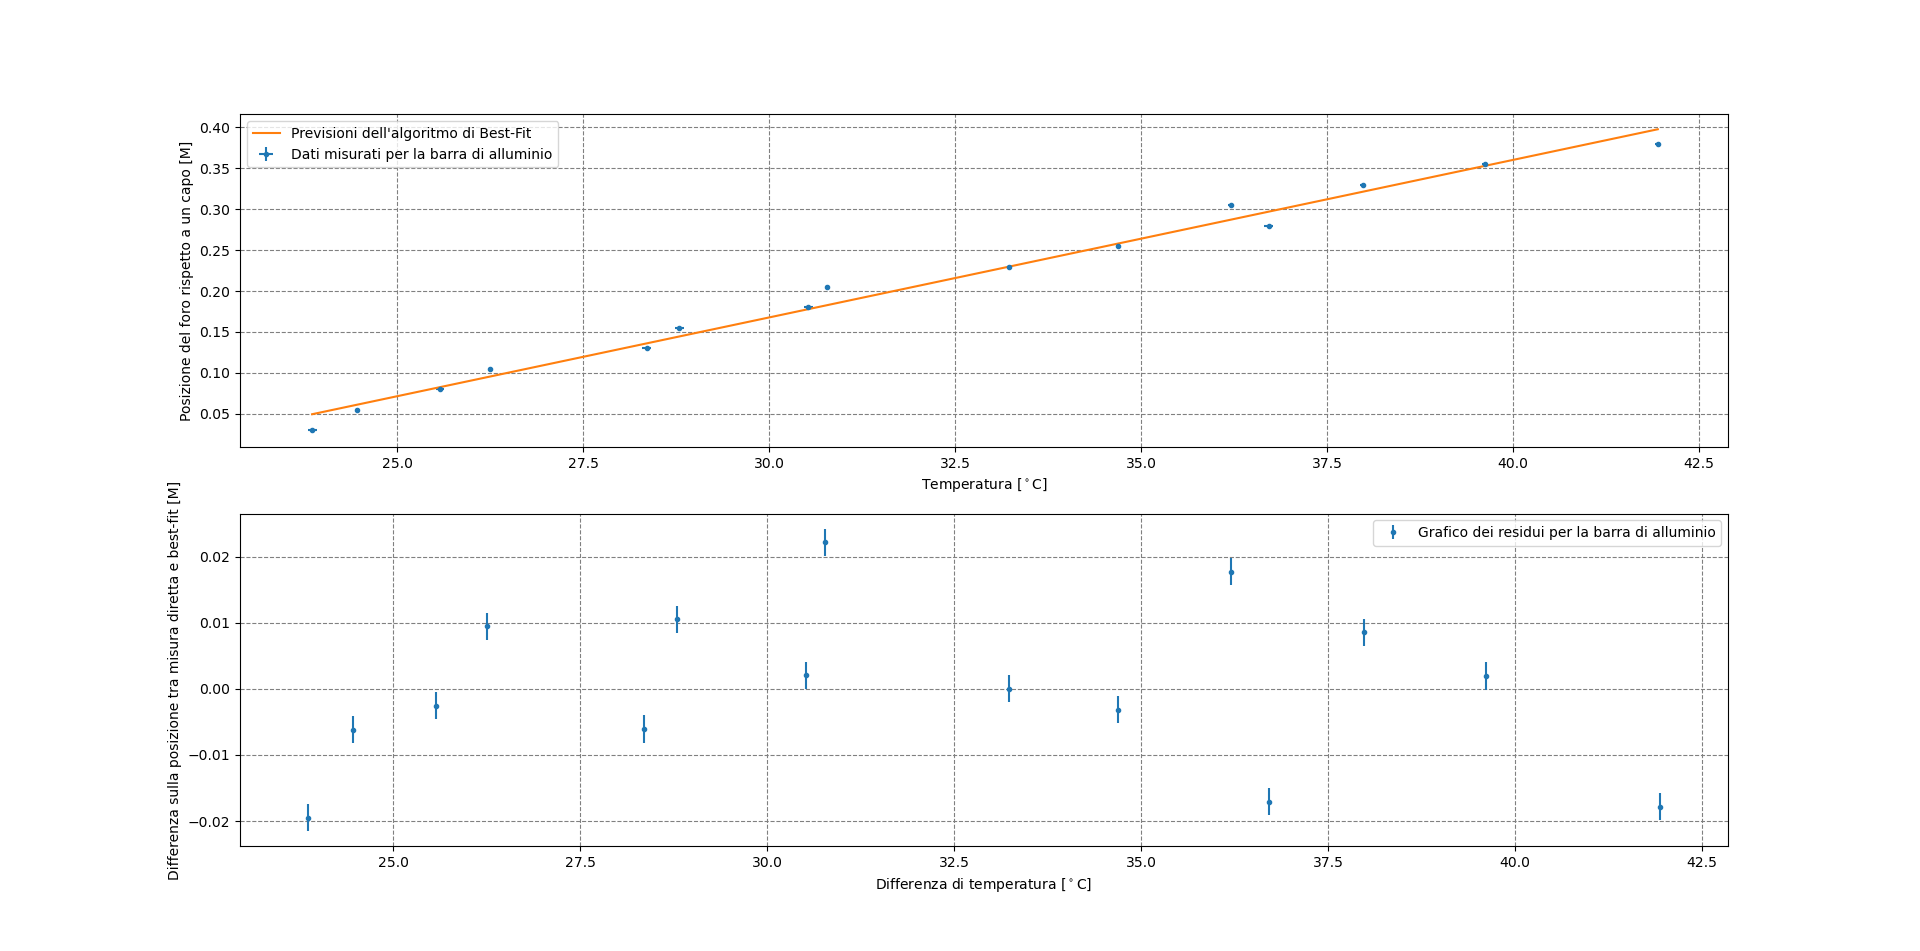 Previsioni dell'algoritmo di Best-Fit
Dati misurati per la barra di alluminio
Posizione del foro rispetto a un capo [M]
0.40
0.35
0.30
0.25
0.20
0.15
0.10
0.05
25.0 27.5 30.0 32.5 35.0 37.5 40.0 42.5
Temperatura [°C]
Grafico dei residui per la barra di alluminio
Differenza sulla posizione tra misura diretta e best-fit [M]
0.02
0.01
0.00
−0.01
−0.02
25.0 27.5 30.0 32.5 35.0 37.5 40.0 42.5
Differenza di temperatura [°C]